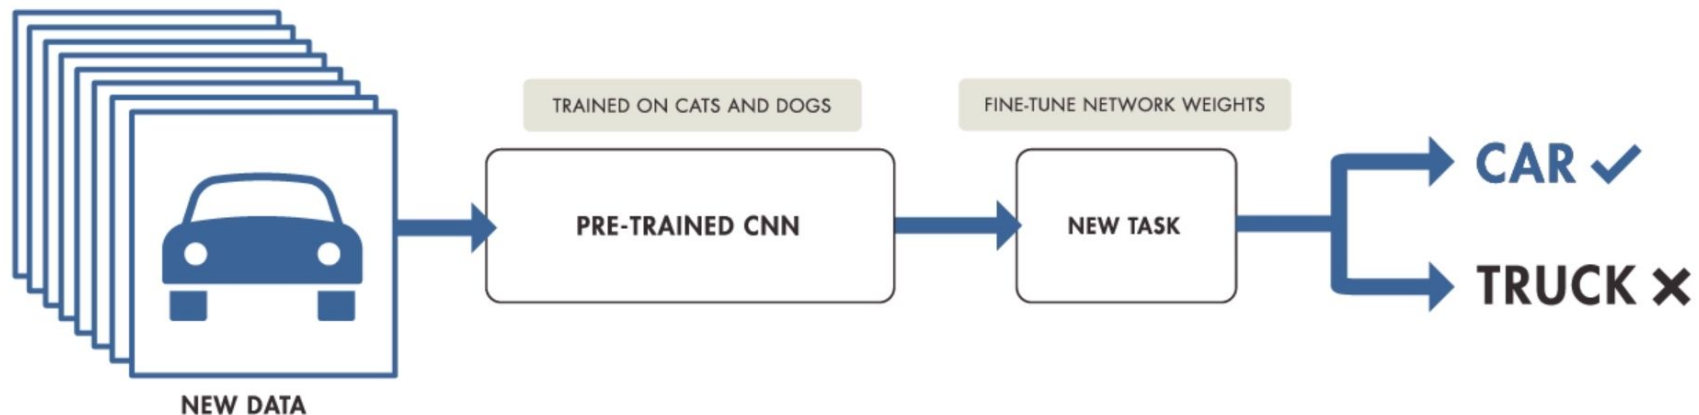 TRAINED ON CATS AND DOGS
FINE-TUNE NETWORK WEIGHTS
CAR
PRE-TRAINED CNN
NEW TASK
TRUCK
NEW DATA